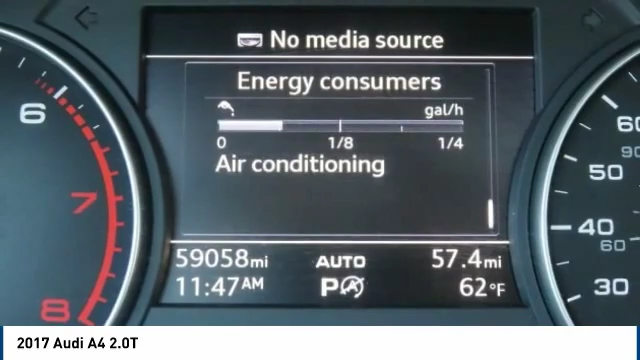 No media source
Energy consumers
gal/h
0 1/8 1/4
Air conditioning
59058mi AUTO 57.4mi
11:47AM P 62°F
6
7
8
60
90
50
40
60
30
2017 Audi A4 2.0T